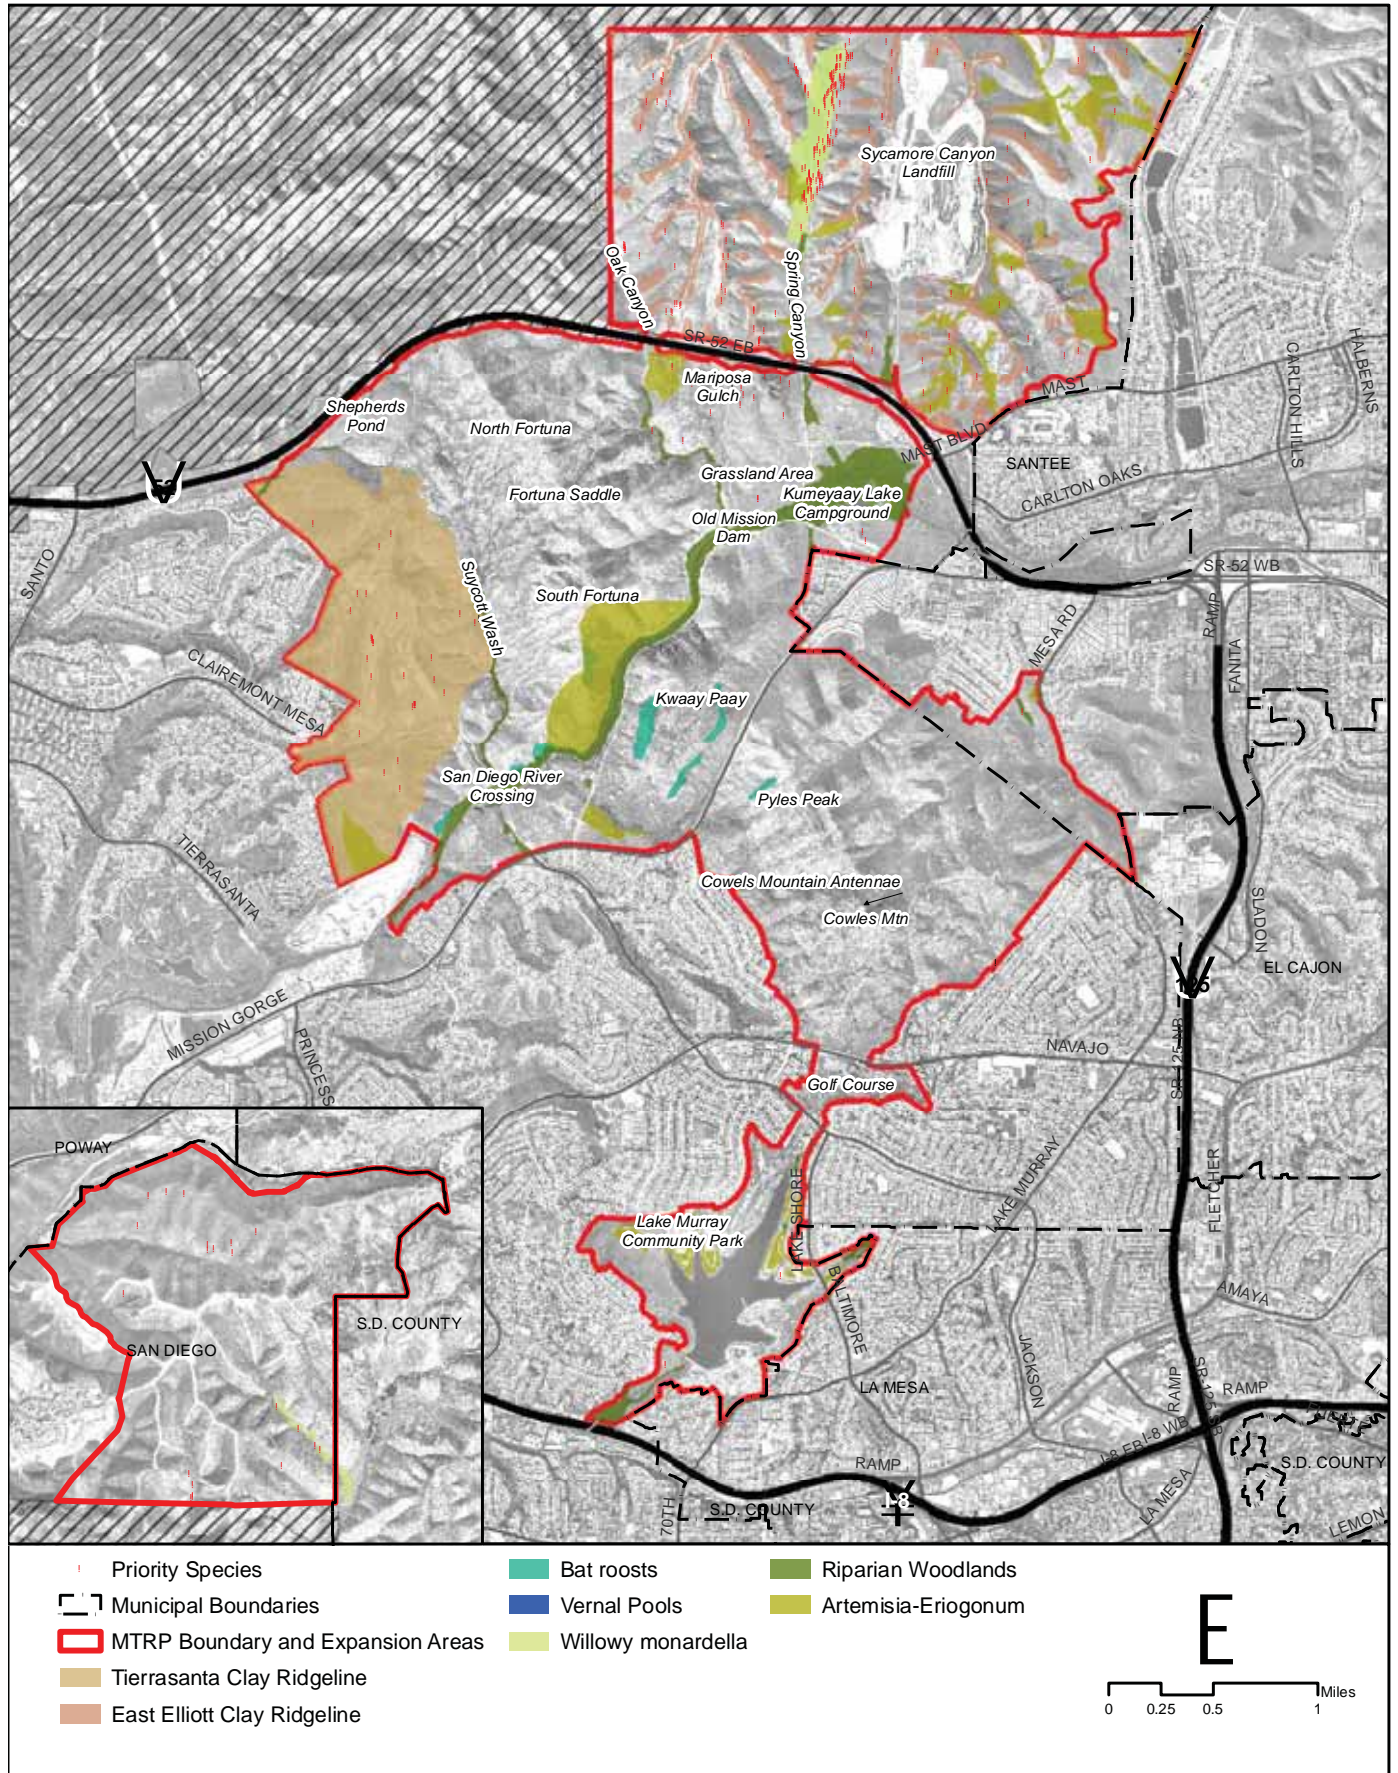 Sycamore Canyon
Landfill
Oak Canyon
Spring Canyon
SR-52 EB
Mariposa
Gulch
HALBERNS
CARLTON HILLS
MAST
Shepherds
Pond
North Fortuna
MAST BLVD
SANTEE
Grassland Area
CARLTON OAKS
52
Fortuna Saddle
Kumeyaay Lake
Campground
Old Mission
Dam
SR-52 WB
SANTO
Suycott Wash
South Fortuna
RAMP
MESA RD
FANITA
CLAIREMONT MESA
Kwaay Paay
San Diego River
Crossing
Pyles Peak
TIERRASANTA
Cowels Mountain Antennae
Cowles Mtn
SLADON
EL CAJON
125
MISSION GORGE
PRINCESS
NAVAJO
SR-125 NB
Golf Course
POWAY
LAKE MURRAY
FLETCHER
LAKE SHORE
Lake Murray
Community Park
BALTIMORE
AMAYA
S.D. COUNTY
SAN DIEGO
JACKSON
LA MESA
RAMP
SR-125 SB
RAMP
I-8 WB
I-8 EB
RAMP
S.D. COUNTY
LA MESA
I-8
S.D. COUNTY
70TH
LEMON
Priority Species
Municipal Boundaries
MTRP Boundary and Expansion Areas
Tierrasanta Clay Ridgeline
East Elliott Clay Ridgeline
Bat roosts
Vernal Pools
Willowy monardella
Riparian Woodlands
Artemisia-Eriogonum
E
Miles
0 0.25 0.5 1